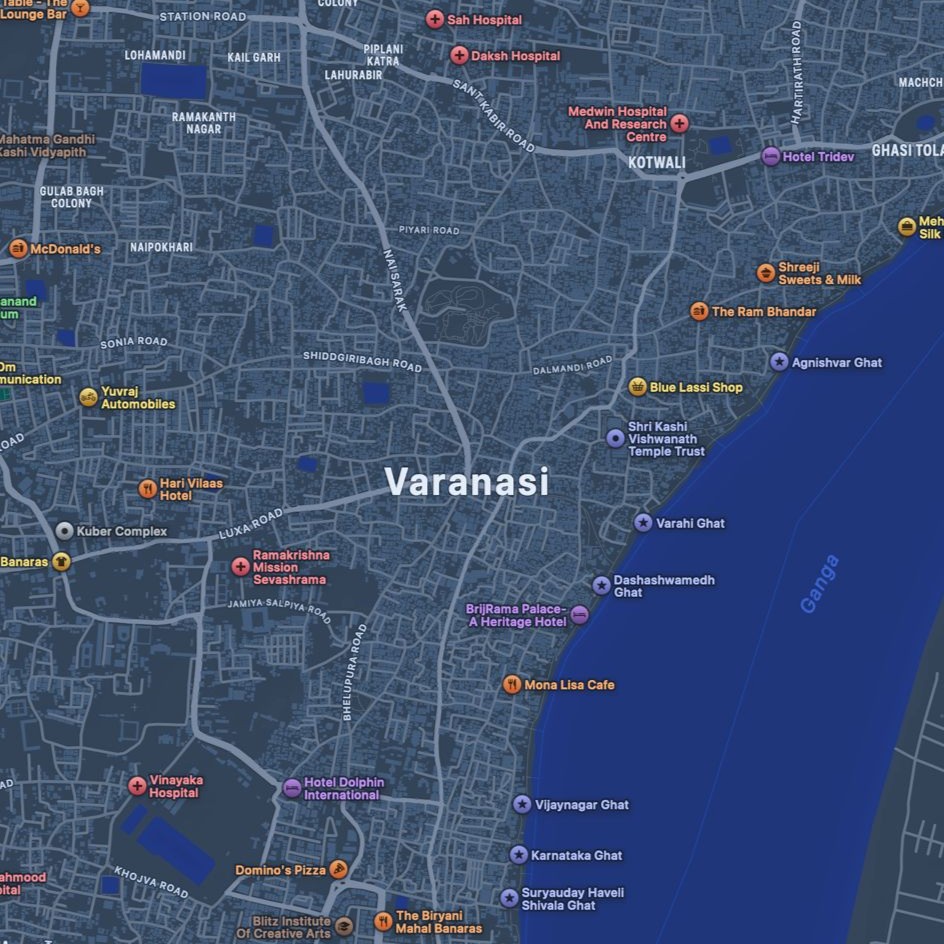 COLONY
Table - The
Lounge Bar
STATION ROAD
Sah Hospital
LOHAMANDI
KAIL GARH
PIPLANI
KATRA
Daksh Hospital
LAHURABIR
SANT KABIR ROAD
HARTIRATHI ROAD
MACHCH
RAMAKANTH
NAGAR
Medwin Hospital
And Research
Centre
Mahatma Gandhi
Kashi Vidyapith
KOTWALI
Hotel Tridev
GHASI TOLA
GULAB BAGH
COLONY
McDonald's
NAIPOKHARI
PIYARI ROAD
Meh
Silk
NAI SARAK
Shreeji
Sweets & Milk
anand
um
The Ram Bhandar
SONIA ROAD
SHIDDGIRIBAGH ROAD
DALMANDI ROAD
Agnishvar Ghat
Om
munication
Yuvraj
Automobiles
Blue Lassi Shop
OAD
Shri Kashi
Vishwanath
Temple Trust
Hari Vilaas
Hotel
Varanasi
Kuber Complex
LUXA ROAD
Varahi Ghat
Banaras
Ramakrishna
Mission
Sevashrama
Dashashwamedh
Ghat
Ganga
JAMIYA SALPIYA ROAD
BrijRama Palace-
A Heritage Hotel
BHELUPURA ROAD
Mona Lisa Cafe
AD
Vinayaka
Hospital
Hotel Dolphin
International
Vijaynagar Ghat
Karnataka Ghat
Domino's Pizza
ahmood
pital
KHOJVA ROAD
Suryauday Haveli
Shivala Ghat
Blitz Institute
Of Creative Arts
The Biryani
Mahal Banaras